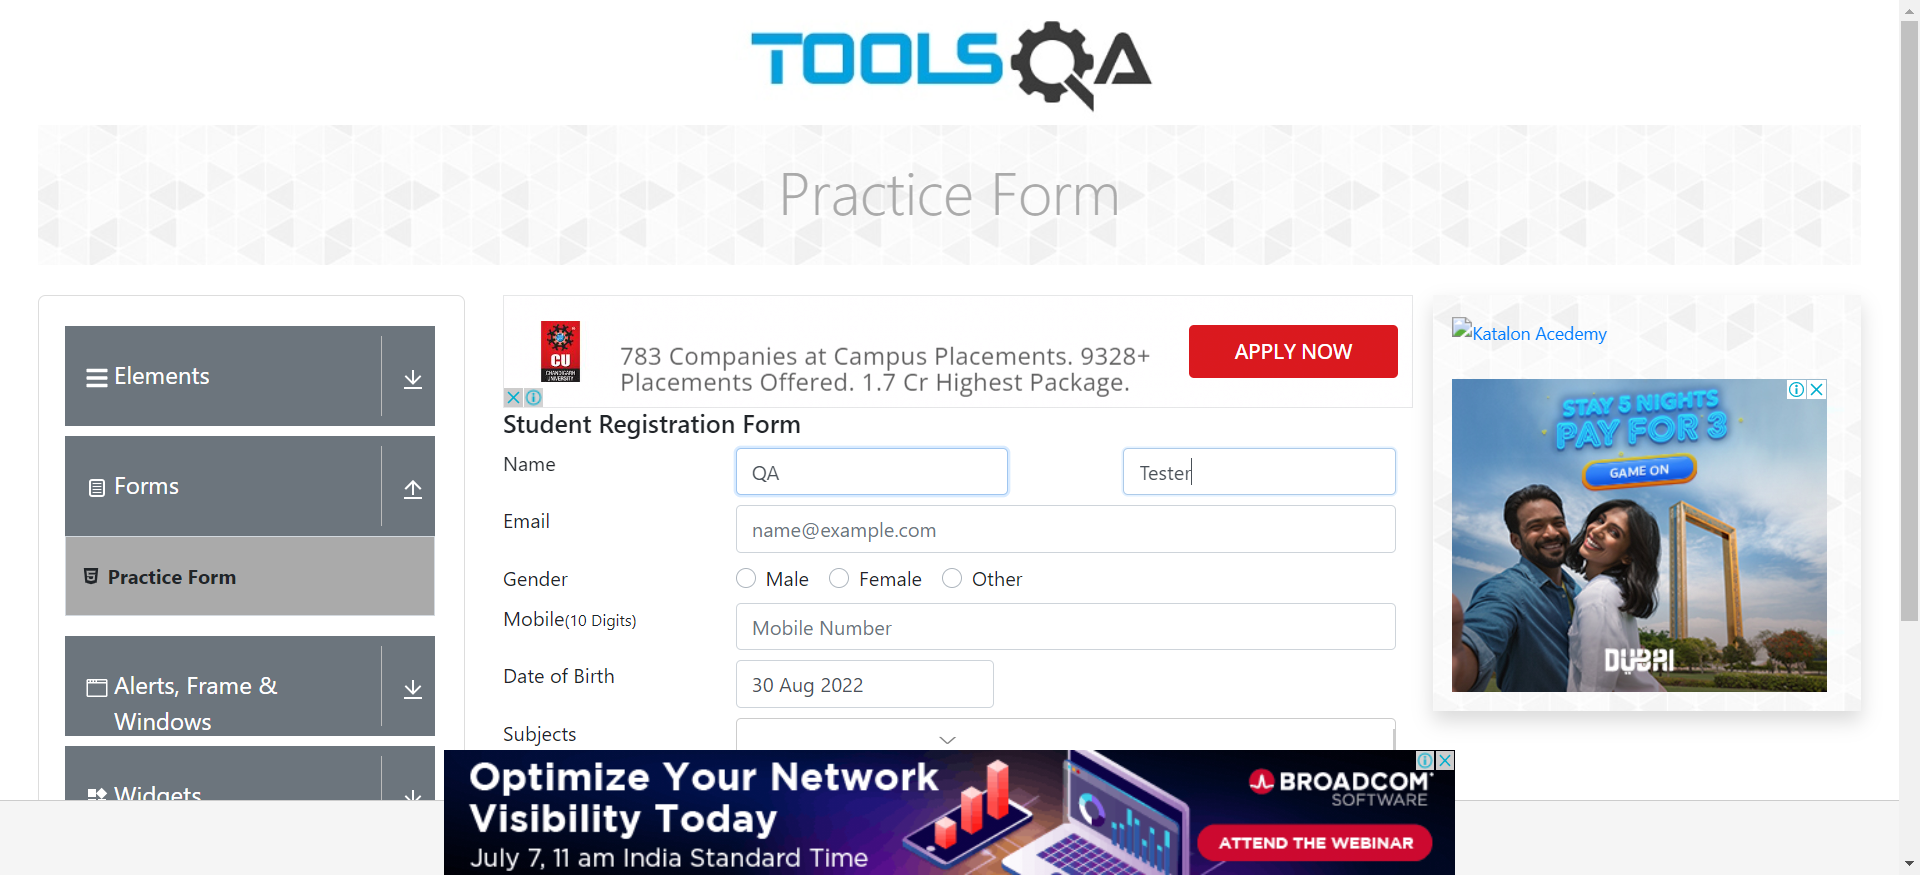 TOOLSQA
Practice Form
Elements
Forms
Practice Form
Alerts, Frame &
Windows
Widgets
CU
CHANDIGARH
UNIVERSITY
783 Companies at Campus Placements. 9328+
Placements Offered. 1.7 Cr Highest Package.
APPLY NOW
Student Registration Form
Name
QA
Tester
Email
name@example.com
Gender
Male
Female
Other
Mobile(10 Digits)
Mobile Number
Date of Birth
30 Aug 2022
Subjects
Katalon Acedemy
STAY 5 NIGHTS
PAY FOR 3
GAME ON
DUBAI
Optimize Your Network
Visibility Today
July 7, 11 am India Standard Time
BROADCOM
SOFTWARE
ATTEND THE WEBINAR